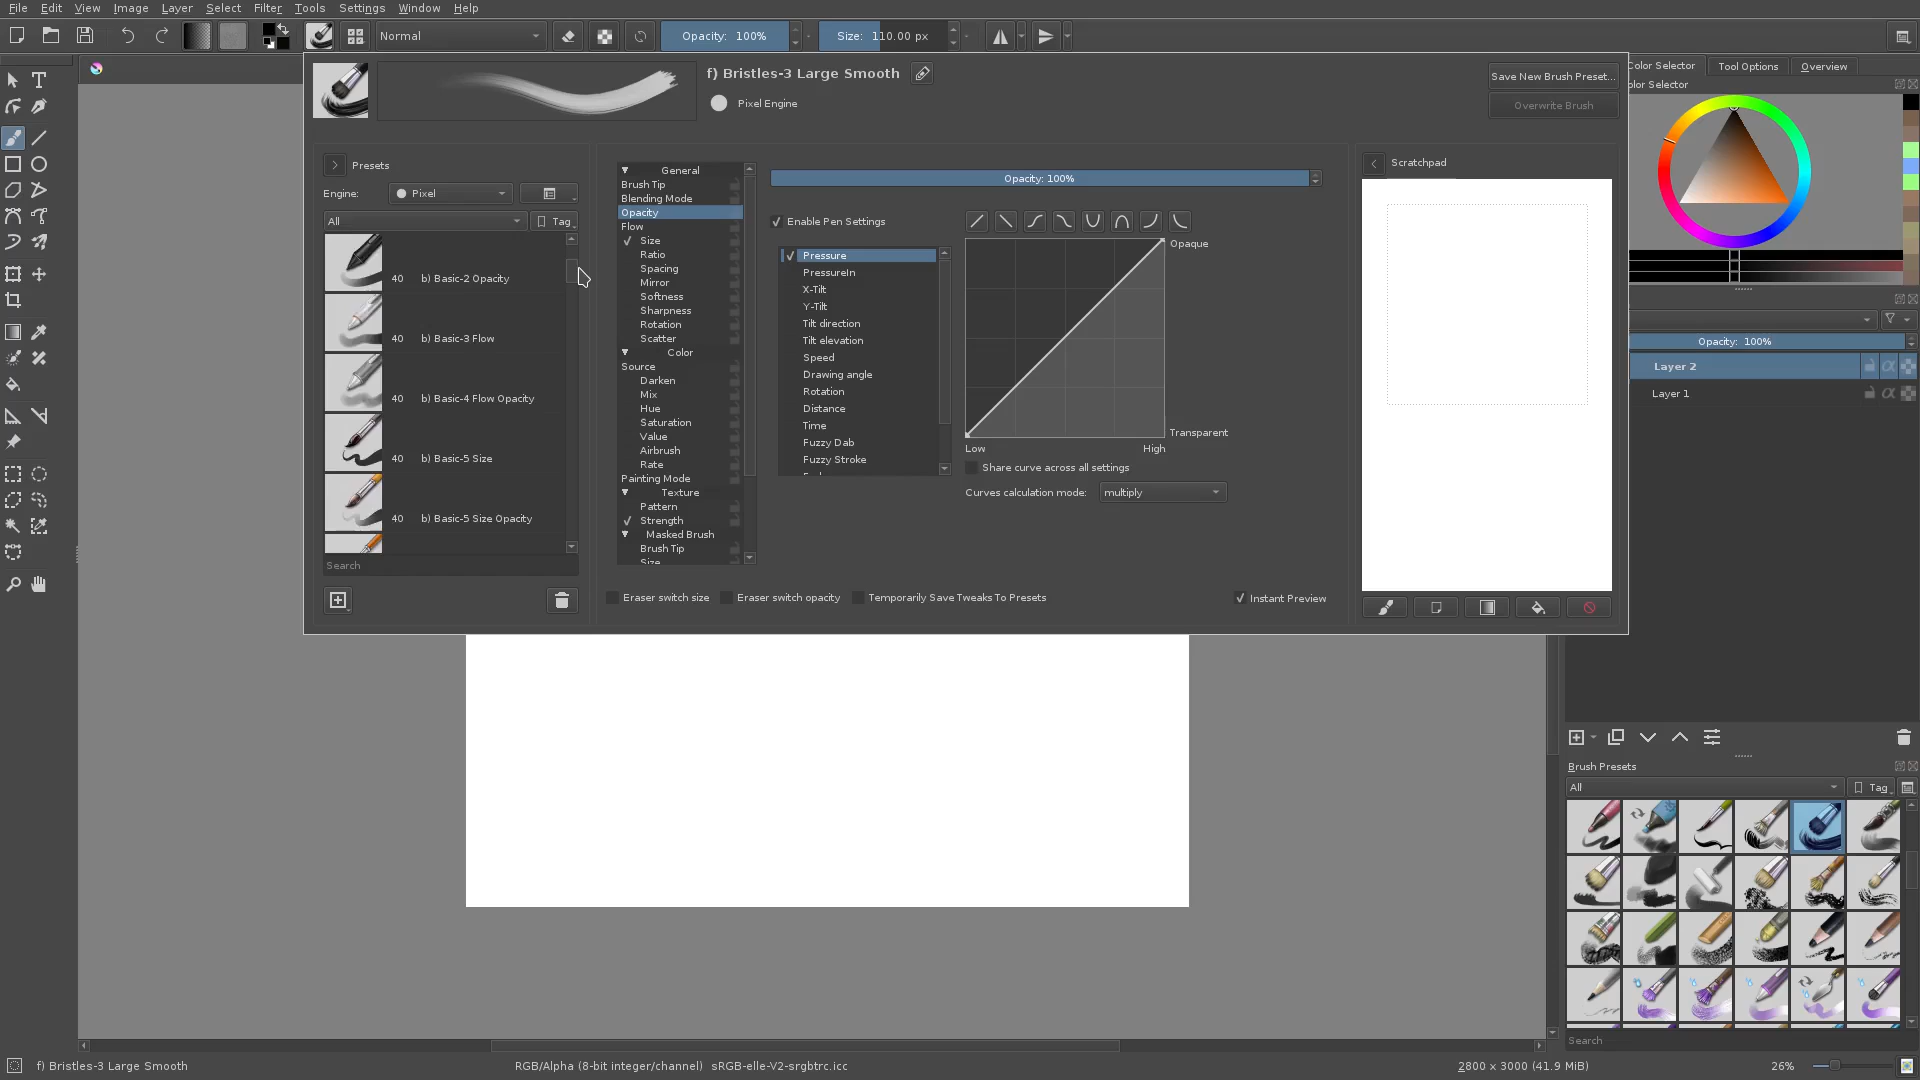 File Edit View Image Layer Select Filter Tools Settings Window Help
Normal Opacity: 100% Size: 110.00 px
f) Bristles-3 Large Smooth
Pixel Engine
Save New Brush Preset...
Overwrite Brush
Presets
Engine: Pixel
All Tag
40 b) Basic-2 Opacity
40 b) Basic-3 Flow
40 b) Basic-4 Flow Opacity
40 b) Basic-5 Size
40 b) Basic-5 Size Opacity
Search
General
Brush Tip
Blending Mode
Opacity
Flow
Size
Ratio
Spacing
Mirror
Softness
Sharpness
Rotation
Scatter
Color
Source
Darken
Mix
Hue
Saturation
Value
Airbrush
Rate
Painting Mode
Texture
Pattern
Strength
Masked Brush
Brush Tip
Size
Opacity: 100%
Enable Pen Settings
Pressure
PressureIn
X-Tilt
Y-Tilt
Tilt direction
Tilt elevation
Speed
Drawing angle
Rotation
Distance
Time
Fuzzy Dab
Fuzzy Stroke
Opaque
Transparent
Low High
Share curve across all settings
Curves calculation mode: multiply
Eraser switch size Eraser switch opacity Temporarily Save Tweaks To Presets Instant Preview
Scratchpad
Color Selector Tool Options Overview
olor Selector
Opacity: 100%
Layer 2
Layer 1
Brush Presets
All Tag
Search
f) Bristles-3 Large Smooth RGB/Alpha (8-bit integer/channel) sRGB-elle-V2-srgbtrc.icc 2800 x 3000 (41.9 MiB) 26%